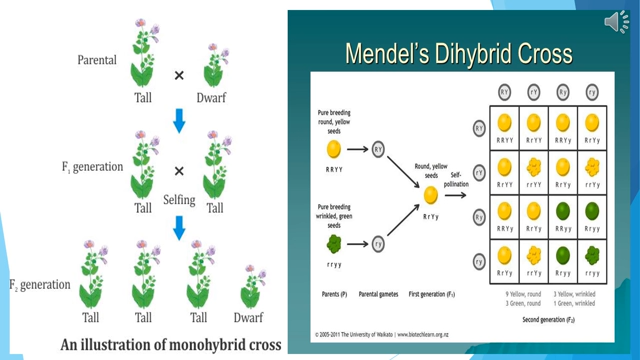 Parental
Tall
×
Dwarf
F₁ generation
×
Selfing
Tall
Tall
F₂ generation
Tall
Tall
Tall
Dwarf
An illustration of monohybrid cross
Mendel's Dihybrid Cross
Pure breeding
round, yellow
seeds
RRYY
RY
Pure breeding
wrinkled, green
seeds
rryy
ry
Round, yellow
seeds
RrYy
Self-
pollination
RY rY Ry ry
RY
RRYY RrYY RRYy RrYy
rY
RrYY rrYY RrYy rrYy
Ry
RRYy RrYy RRyy Rryy
ry
RrYy rrYy Rryy rryy
Parents (P) Parental gametes First generation (F₁)
9 Yellow, round 3 Yellow, wrinkled
3 Green, round 1 Green, wrinkled
Second generation (F₂)
© 2005-2011 The University of Waikato | www.biotechlearn.org.nz